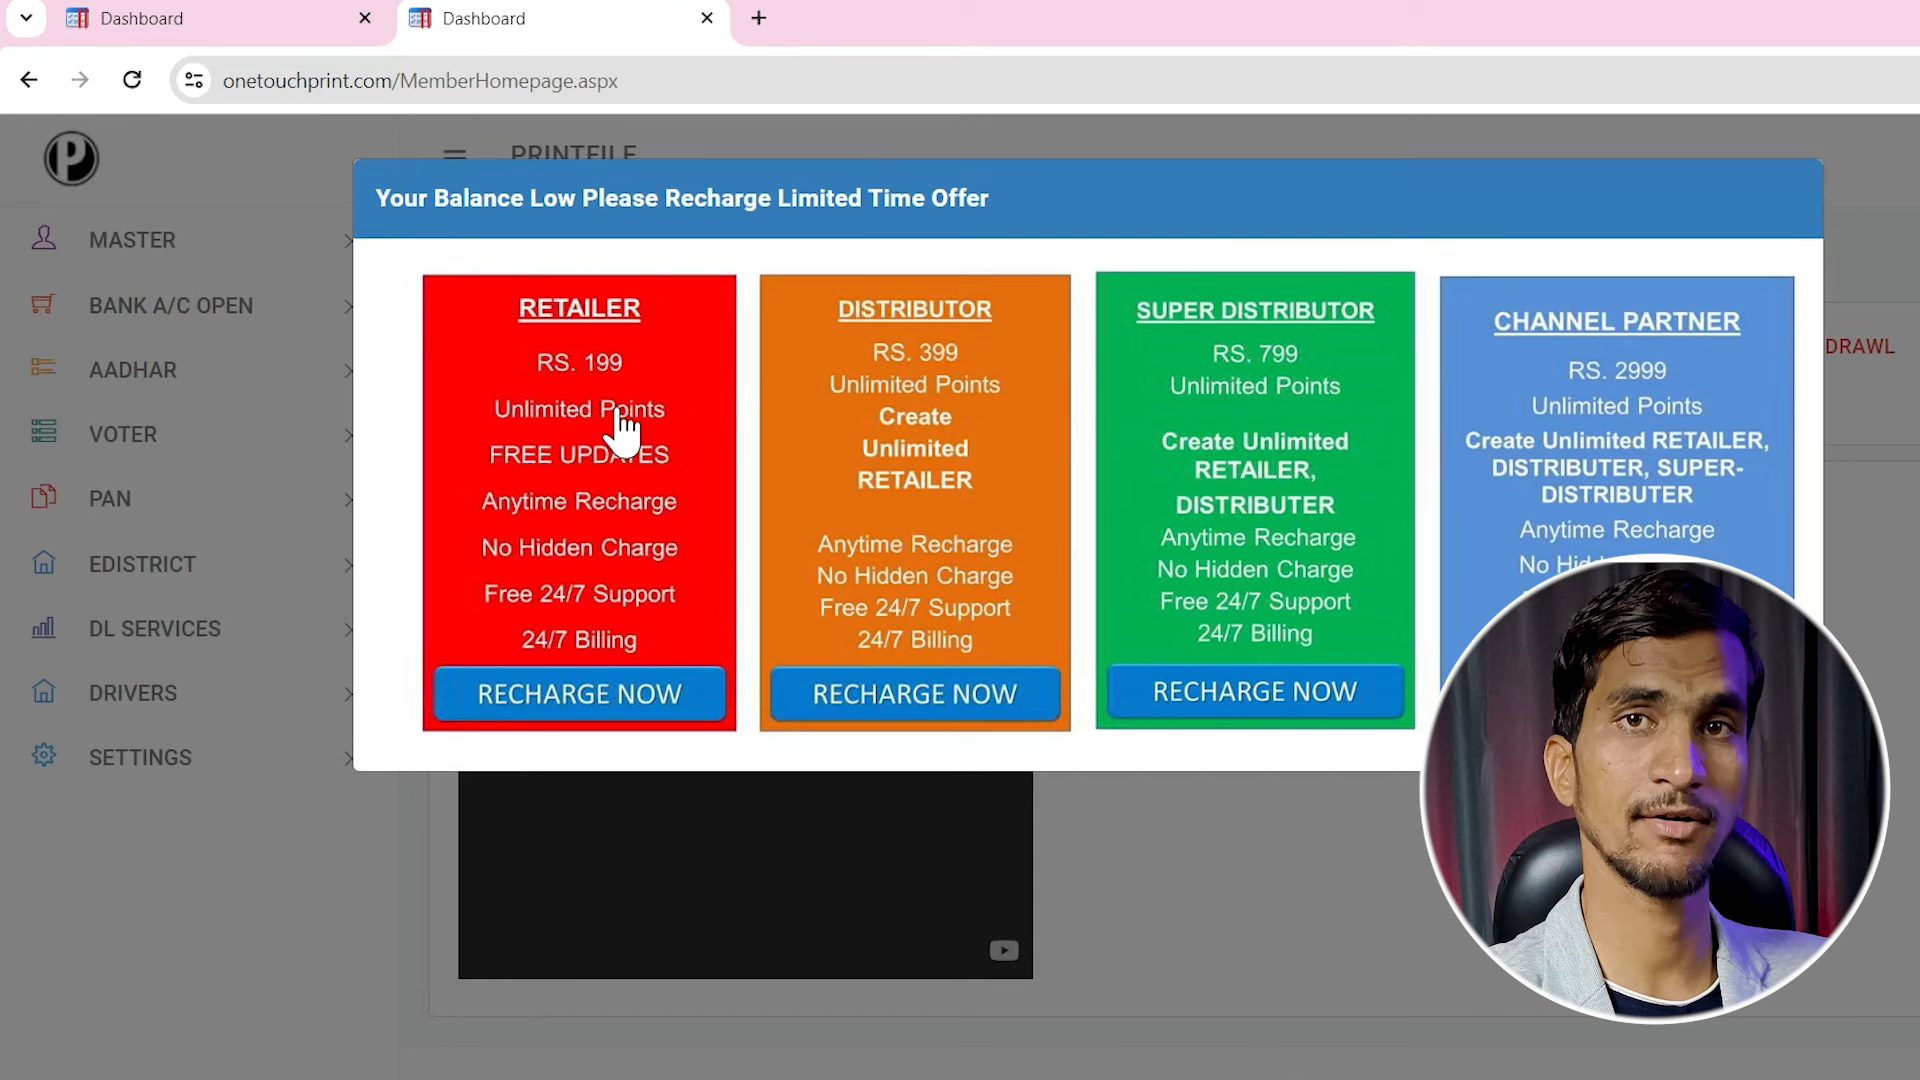 Dashboard
Dashboard
onetouchprint.com/MemberHomepage.aspx
P
PRINTFILE
Your Balance Low Please Recharge Limited Time Offer
MASTER
BANK A/C OPEN
AADHAR
VOTER
PAN
EDISTRICT
DL SERVICES
DRIVERS
SETTINGS
RETAILER
RS. 199
Unlimited Points
FREE UPDATES
Anytime Recharge
No Hidden Charge
Free 24/7 Support
24/7 Billing
RECHARGE NOW
DISTRIBUTOR
RS. 399
Unlimited Points
Create
Unlimited
RETAILER
Anytime Recharge
No Hidden Charge
Free 24/7 Support
24/7 Billing
RECHARGE NOW
SUPER DISTRIBUTOR
RS. 799
Unlimited Points
Create Unlimited
RETAILER,
DISTRIBUTER
Anytime Recharge
No Hidden Charge
Free 24/7 Support
24/7 Billing
RECHARGE NOW
CHANNEL PARTNER
RS. 2999
Unlimited Points
Create Unlimited RETAILER,
DISTRIBUTER, SUPER-
DISTRIBUTER
Anytime Recharge
No
DRAWL